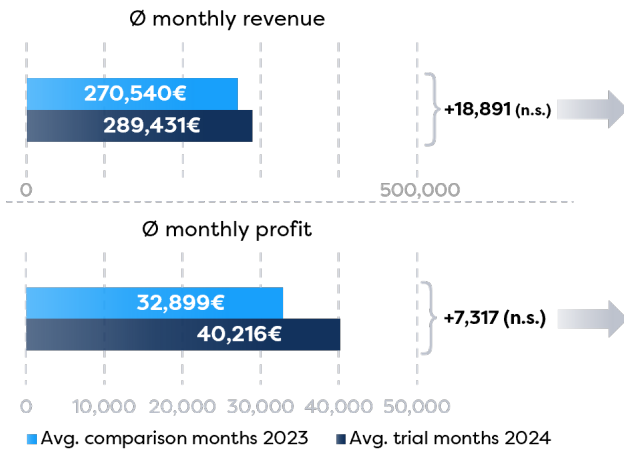 Ø monthly revenue
270,540€
289,431€
+18,891 (n.s.)
0 500,000
Ø monthly profit
32,899€
40,216€
+7,317 (n.s.)
0 10,000 20,000 30,000 40,000 50,000
Avg. comparison months 2023 Avg. trial months 2024